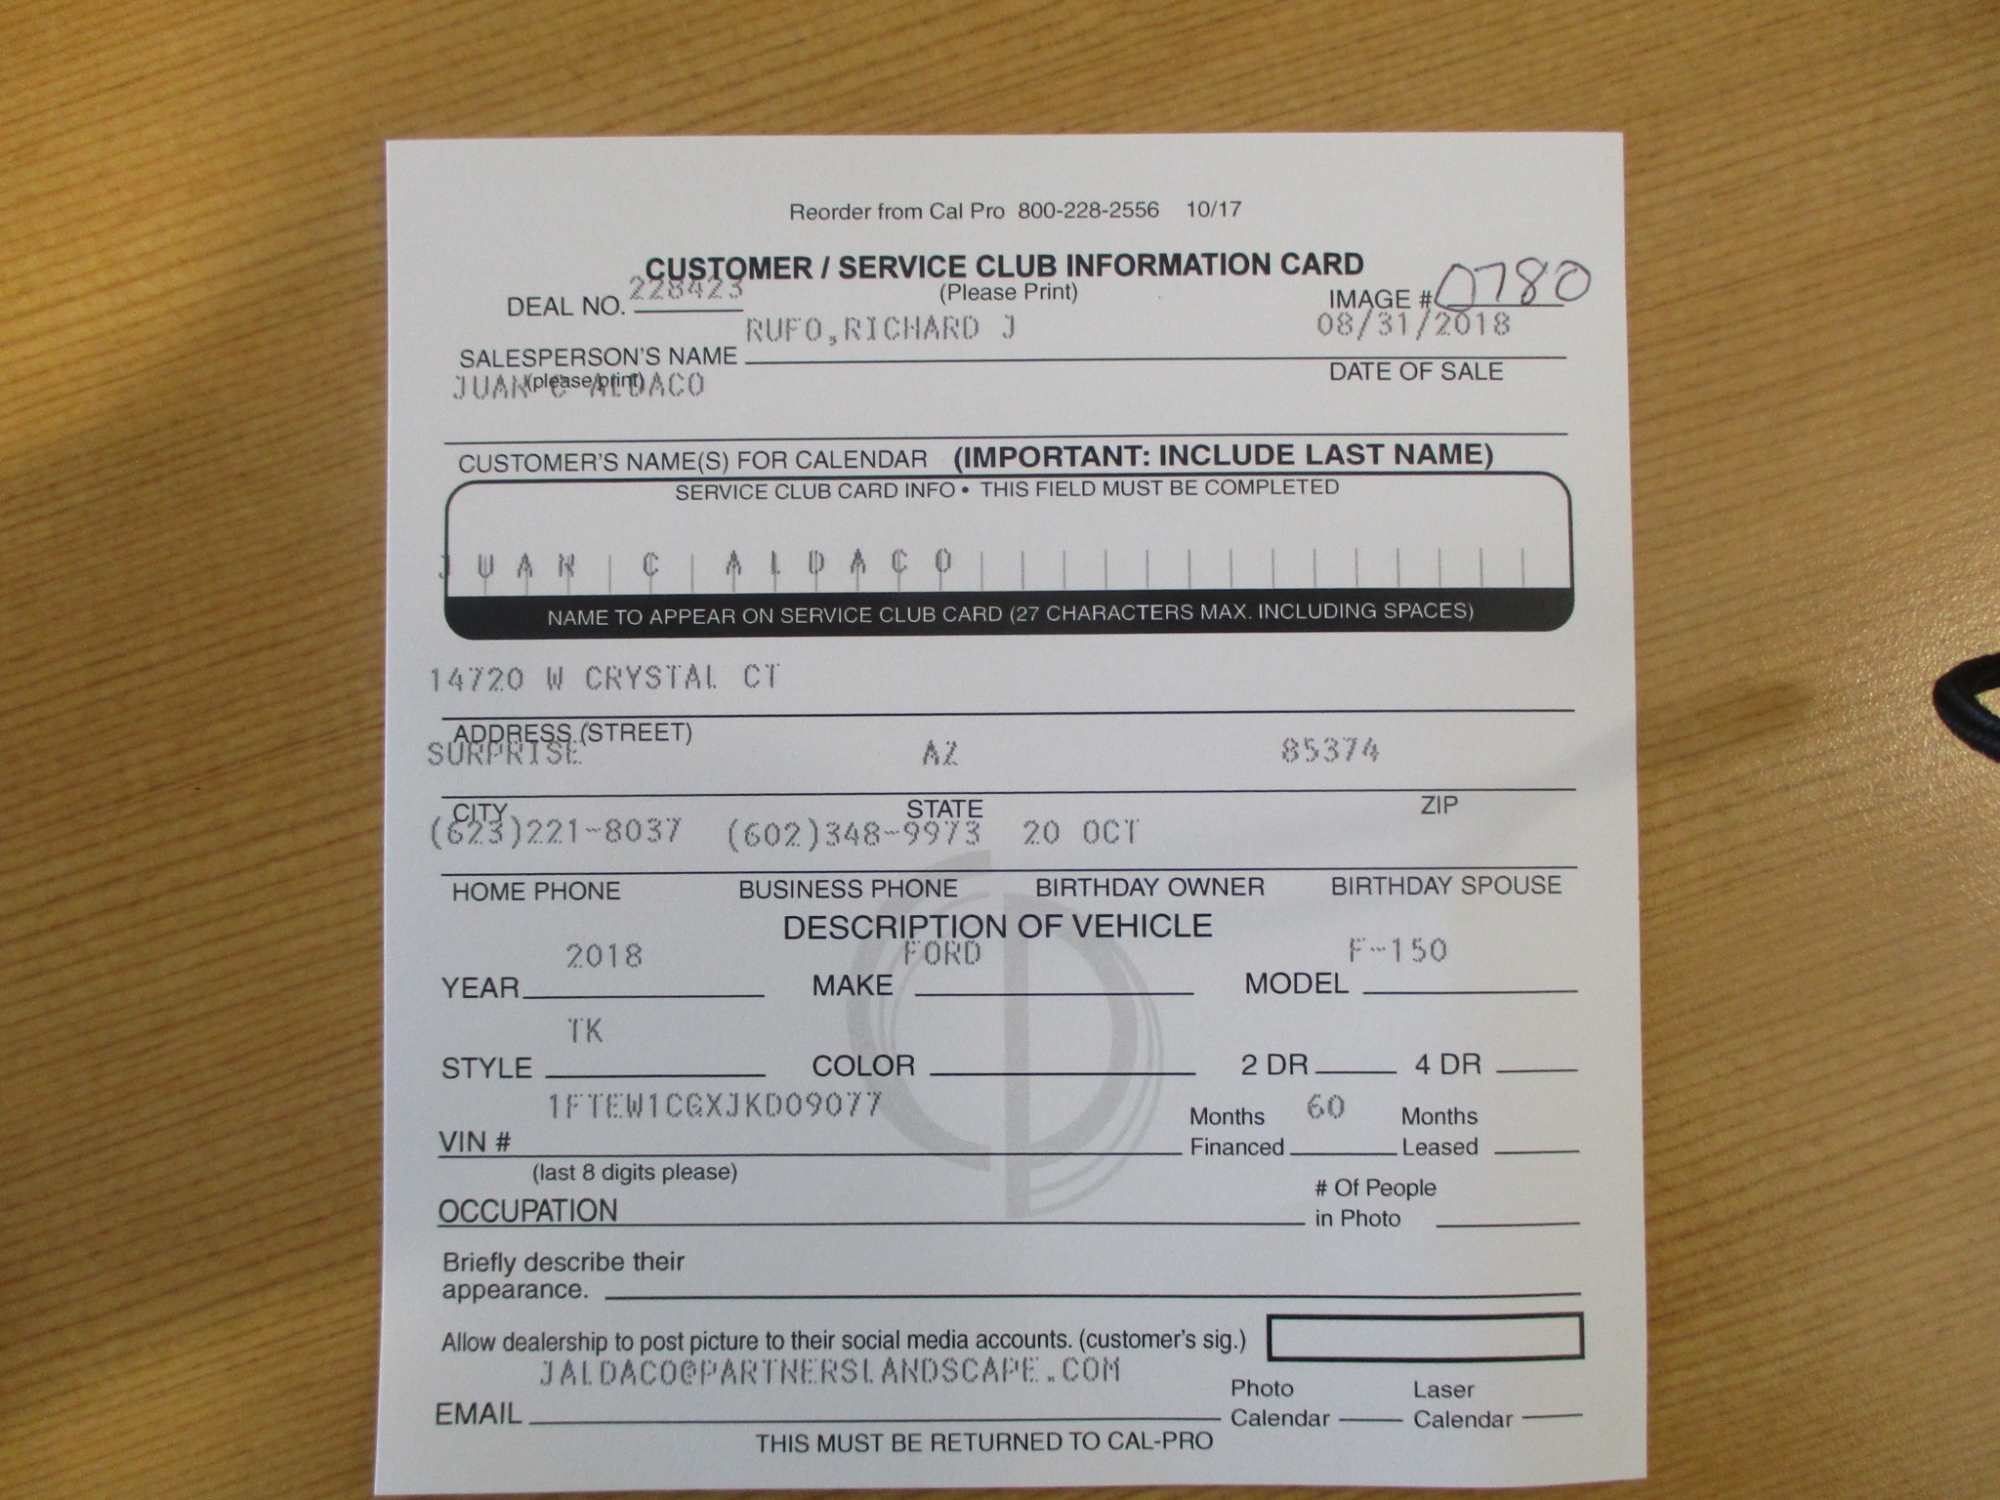 Reorder from Cal Pro 800-228-2556 10/17
CUSTOMER / SERVICE CLUB INFORMATION CARD
(Please Print)
DEAL NO. 228423
IMAGE # 0780
RUFO,RICHARD J 08/31/2018
SALESPERSON'S NAME DATE OF SALE
(please print)
JUAN C ALDACO
CUSTOMER'S NAME(S) FOR CALENDAR (IMPORTANT: INCLUDE LAST NAME)
SERVICE CLUB CARD INFO • THIS FIELD MUST BE COMPLETED
JUAN C ALDACO
NAME TO APPEAR ON SERVICE CLUB CARD (27 CHARACTERS MAX. INCLUDING SPACES)
14720 W CRYSTAL CT
ADDRESS (STREET)
SURPRISE AZ 85374
CITY STATE ZIP
(623)221-8037 (602)348-9973 20 OCT
HOME PHONE BUSINESS PHONE BIRTHDAY OWNER BIRTHDAY SPOUSE
DESCRIPTION OF VEHICLE
2018 FORD F-150
YEAR MAKE MODEL
TK
STYLE COLOR 2 DR 4 DR
1FTEW1CGXJKD09077
VIN # Months Financed 60 Months Leased
(last 8 digits please)
OCCUPATION # Of People in Photo
Briefly describe their
appearance.
Allow dealership to post picture to their social media accounts. (customer's sig.)
JALDACO@PARTNERSLANDSCAPE.COM
EMAIL Photo Calendar Laser Calendar
THIS MUST BE RETURNED TO CAL-PRO